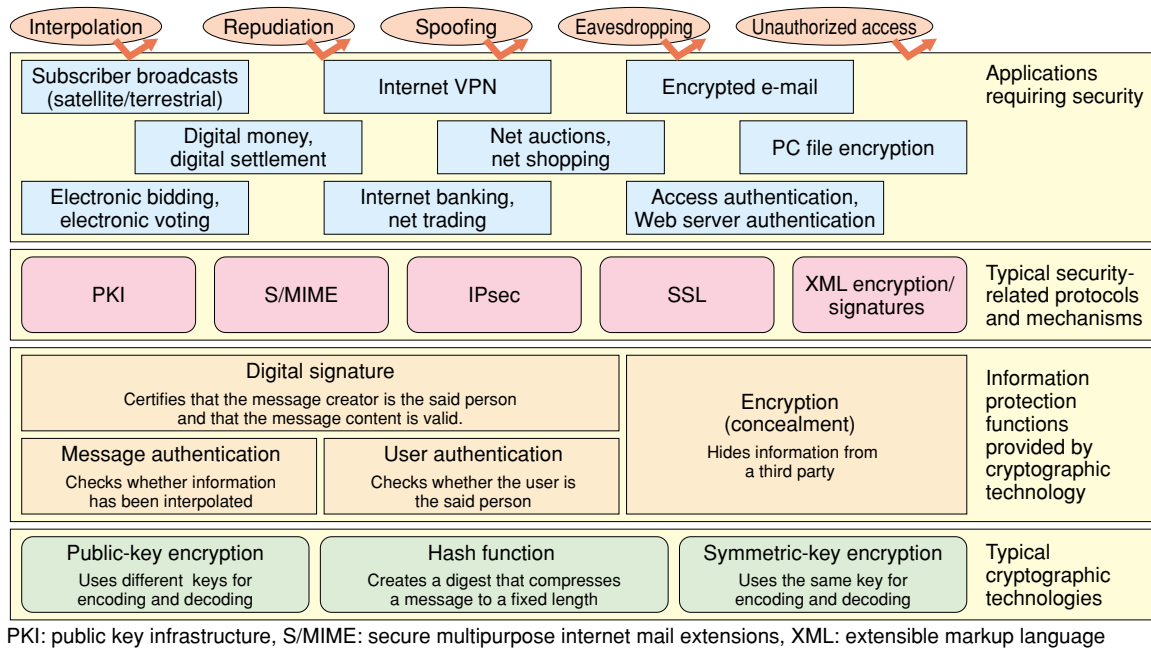 Interpolation
Repudiation
Spoofing
Eavesdropping
Unauthorized access
Subscriber broadcasts
(satellite/terrestrial)
Internet VPN
Encrypted e-mail
Applications
requiring security
Digital money,
digital settlement
Net auctions,
net shopping
PC file encryption
Electronic bidding,
electronic voting
Internet banking,
net trading
Access authentication,
Web server authentication
PKI
S/MIME
IPsec
SSL
XML encryption/
signatures
Typical security-
related protocols
and mechanisms
Digital signature
Certifies that the message creator is the said person
and that the message content is valid.
Message authentication
Checks whether information
has been interpolated
User authentication
Checks whether the user is
the said person
Encryption
(concealment)
Hides information from
a third party
Information
protection
functions
provided by
cryptographic
technology
Public-key encryption
Uses different keys for
encoding and decoding
Hash function
Creates a digest that compresses
a message to a fixed length
Symmetric-key encryption
Uses the same key for
encoding and decoding
Typical
cryptographic
technologies
PKI: public key infrastructure, S/MIME: secure multipurpose internet mail extensions, XML: extensible markup language